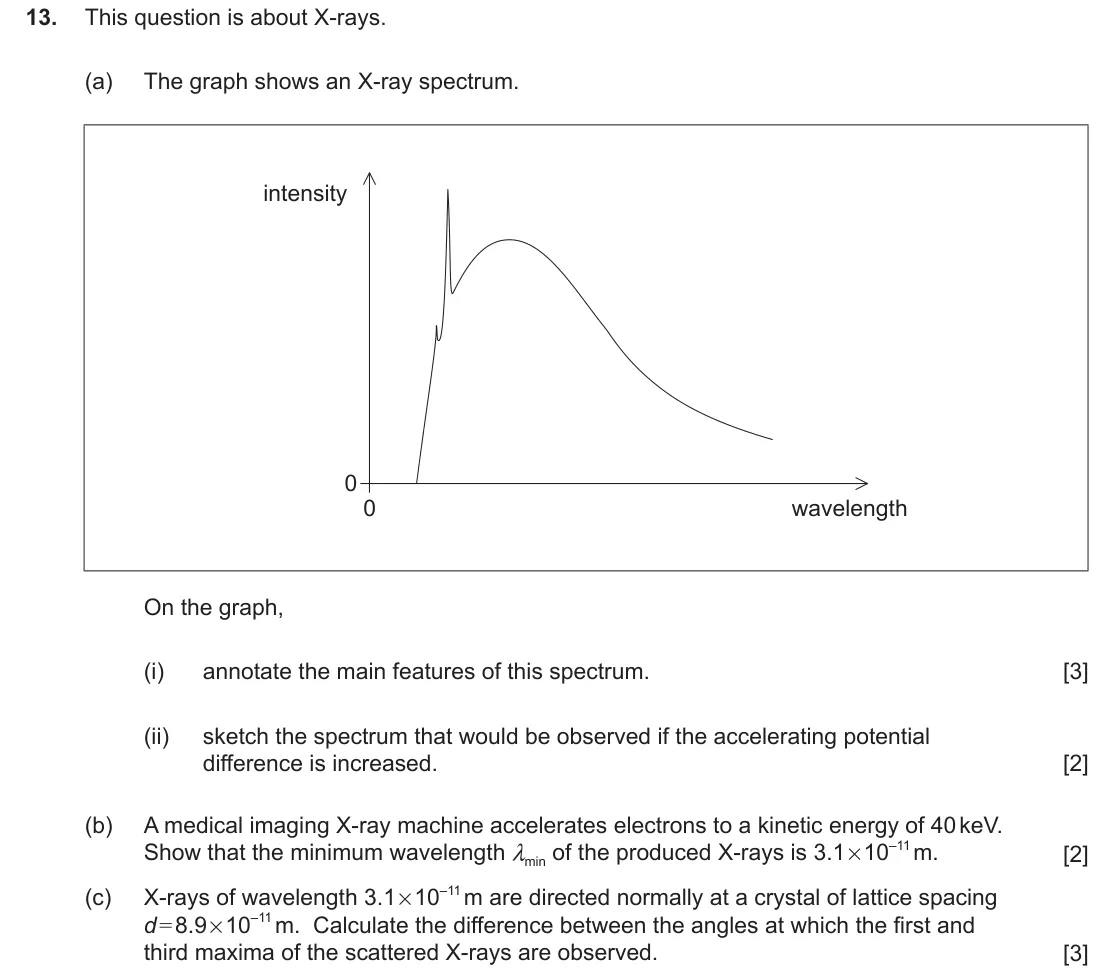 13. This question is about X-rays.
(a) The graph shows an X-ray spectrum.
intensity
0
0
wavelength
On the graph,
(i) annotate the main features of this spectrum. [3]
(ii) sketch the spectrum that would be observed if the accelerating potential
difference is increased. [2]
(b) A medical imaging X-ray machine accelerates electrons to a kinetic energy of 40 keV.
Show that the minimum wavelength λmin of the produced X-rays is 3.1×10⁻¹¹ m. [2]
(c) X-rays of wavelength 3.1×10⁻¹¹ m are directed normally at a crystal of lattice spacing
d=8.9×10⁻¹¹ m. Calculate the difference between the angles at which the first and
third maxima of the scattered X-rays are observed. [3]